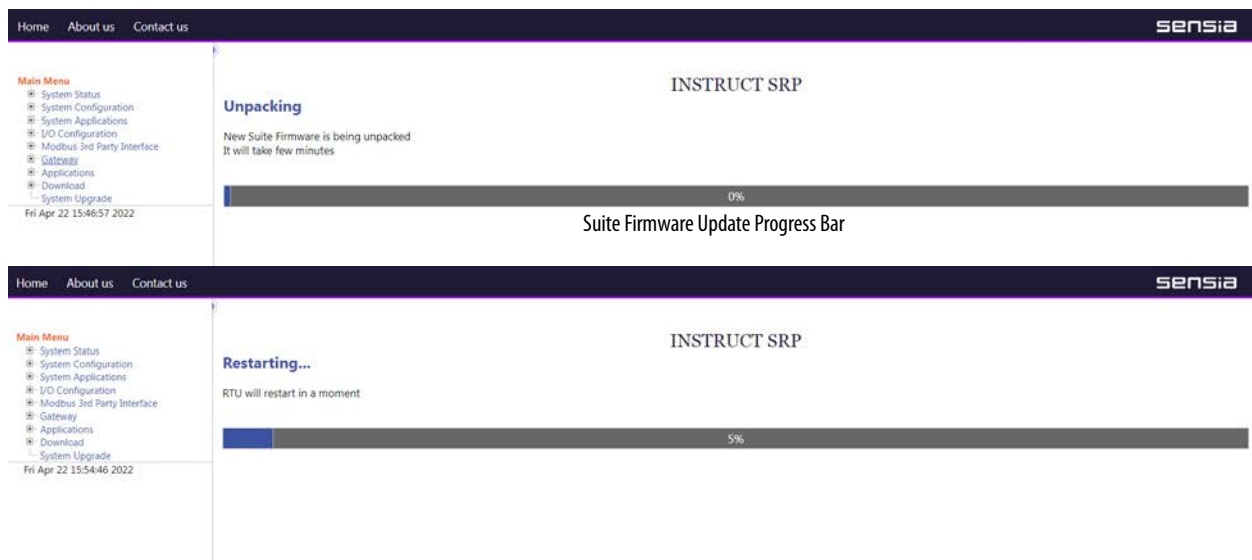 Home About us Contact us
sensia
Main Menu
System Status
System Configuration
System Applications
I/O Configuration
Modbus 3rd Party Interface
Gateway
Applications
Download
System Upgrade
Fri Apr 22 15:46:57 2022
INSTRUCT SRP
Unpacking
New Suite Firmware is being unpacked
It will take few minutes
0%
Suite Firmware Update Progress Bar
Home About us Contact us
sensia
Main Menu
System Status
System Configuration
System Applications
I/O Configuration
Modbus 3rd Party Interface
Gateway
Applications
Download
System Upgrade
Fri Apr 22 15:54:46 2022
INSTRUCT SRP
Restarting...
RTU will restart in a moment
5%